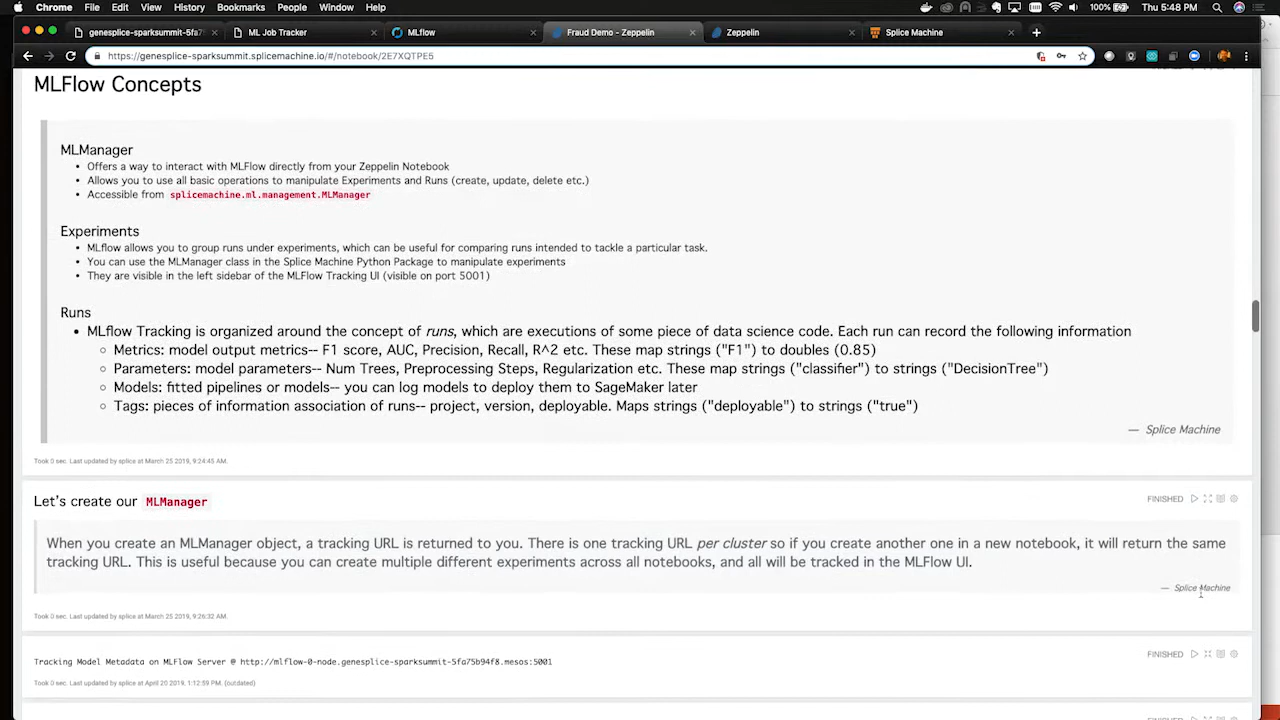 Chrome File Edit View History Bookmarks People Window Help 100% Thu 5:48 PM
genesplice-sparksummit-5fa7 ML Job Tracker MLflow Fraud Demo - Zeppelin Zeppelin Splice Machine
https://genesplice-sparksummit.splicemachine.io/#/notebook/2E7XQTPE5
MLFlow Concepts
MLManager
• Offers a way to interact with MLFlow directly from your Zeppelin Notebook
• Allows you to use all basic operations to manipulate Experiments and Runs (create, update, delete etc.)
• Accessible from splicemachine.ml.management.MLManager
Experiments
• MLflow allows you to group runs under experiments, which can be useful for comparing runs intended to tackle a particular task.
• You can use the MLManager class in the Splice Machine Python Package to manipulate experiments
• They are visible in the left sidebar of the MLFlow Tracking UI (visible on port 5001)
Runs
• MLflow Tracking is organized around the concept of runs, which are executions of some piece of data science code. Each run can record the following information
○ Metrics: model output metrics-- F1 score, AUC, Precision, Recall, R^2 etc. These map strings ("F1") to doubles (0.85)
○ Parameters: model parameters-- Num Trees, Preprocessing Steps, Regularization etc. These map strings ("classifier") to strings ("DecisionTree")
○ Models: fitted pipelines or models-- you can log models to deploy them to SageMaker later
○ Tags: pieces of information association of runs-- project, version, deployable. Maps strings ("deployable") to strings ("true")
— Splice Machine
Took 0 sec. Last updated by splice at March 25 2019, 9:24:45 AM.
Let's create our MLManager FINISHED
When you create an MLManager object, a tracking URL is returned to you. There is one tracking URL per cluster so if you create another one in a new notebook, it will return the same
tracking URL. This is useful because you can create multiple different experiments across all notebooks, and all will be tracked in the MLFlow UI.
— Splice Machine
Took 0 sec. Last updated by splice at March 25 2019, 9:26:32 AM.
FINISHED
Tracking Model Metadata on MLFlow Server @ http://mlflow-0-node.genesplice-sparksummit-5fa75b94f8.mesos:5001
Took 0 sec. Last updated by splice at April 20 2019, 1:12:59 PM. (outdated)